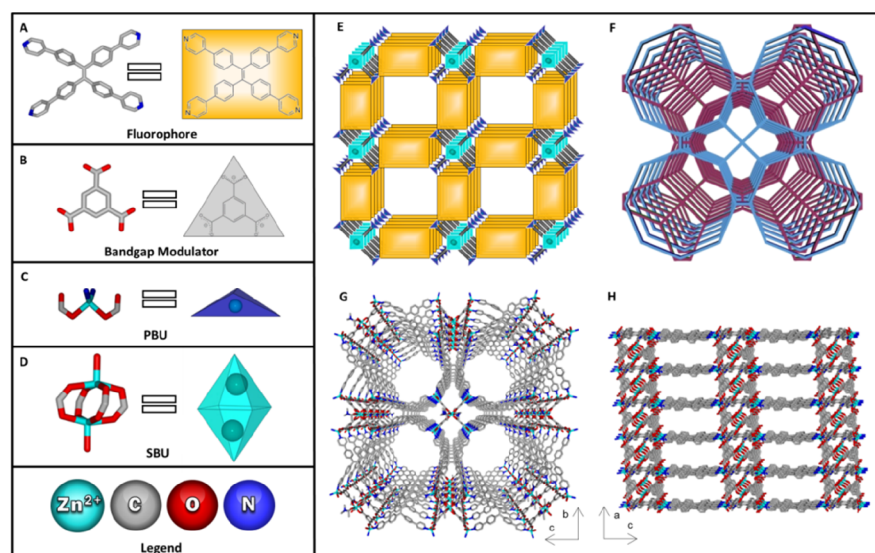 A
N
N
N
N
Fluorophore
B
Bandgap Modulator
C
PBU
D
SBU
Zn2+ C O N
Legend
E
F
G
H
b
c
a
c